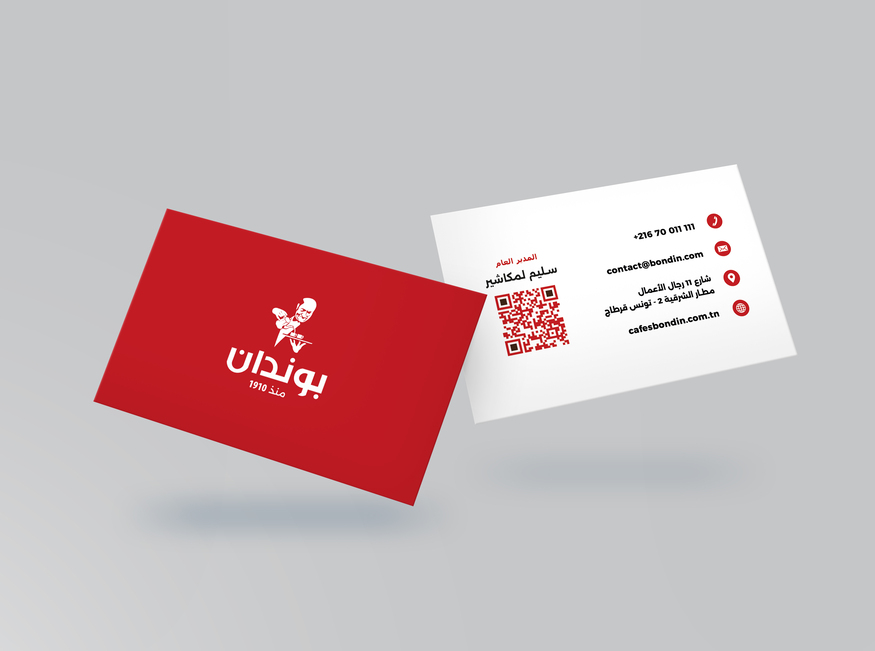 بوندان
منذ 1910
المدير العام
سليم لمكاشير
+216 70 011 111
contact@bondin.com
شارع 11 رجال الأعمال
مطار الشرقية 2 - تونس قرطاج
cafesbondin.com.tn